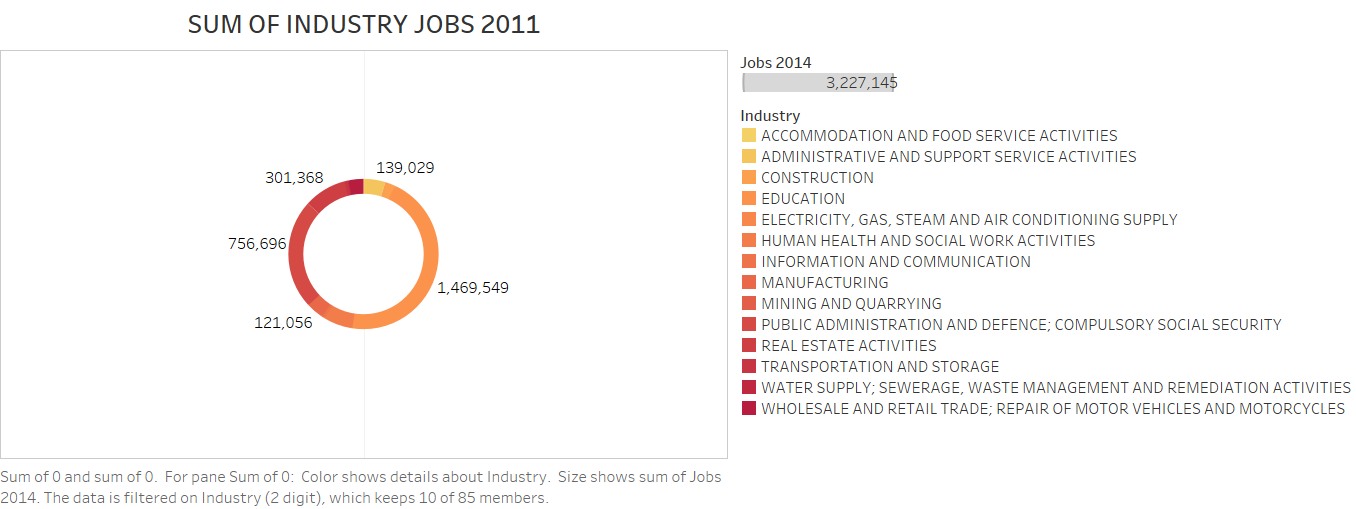 SUM OF INDUSTRY JOBS 2011
139,029
301,368
756,696
1,469,549
121,056
Jobs 2014
3,227,145
Industry
ACCOMMODATION AND FOOD SERVICE ACTIVITIES
ADMINISTRATIVE AND SUPPORT SERVICE ACTIVITIES
CONSTRUCTION
EDUCATION
ELECTRICITY, GAS, STEAM AND AIR CONDITIONING SUPPLY
HUMAN HEALTH AND SOCIAL WORK ACTIVITIES
INFORMATION AND COMMUNICATION
MANUFACTURING
MINING AND QUARRYING
PUBLIC ADMINISTRATION AND DEFENCE; COMPULSORY SOCIAL SECURITY
REAL ESTATE ACTIVITIES
TRANSPORTATION AND STORAGE
WATER SUPPLY; SEWERAGE, WASTE MANAGEMENT AND REMEDIATION ACTIVITIES
WHOLESALE AND RETAIL TRADE; REPAIR OF MOTOR VEHICLES AND MOTORCYCLES
Sum of 0 and sum of 0.  For pane Sum of 0:  Color shows details about Industry.  Size shows sum of Jobs
2014. The data is filtered on Industry (2 digit), which keeps 10 of 85 members.